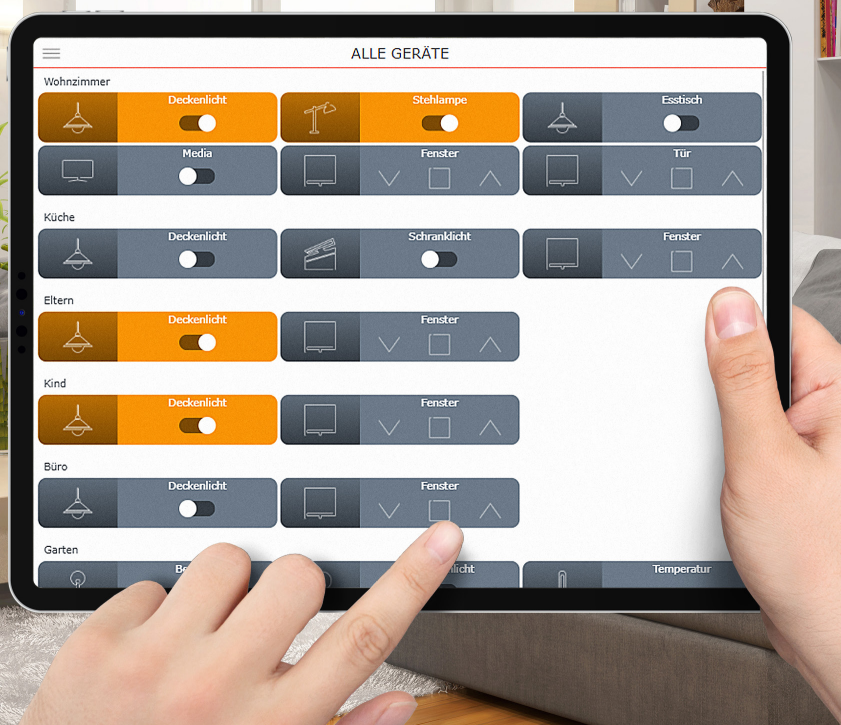 ALLE GERÄTE
Wohnzimmer
Deckenlicht
Stehlampe
Esstisch
Media
Fenster
Tür
Küche
Deckenlicht
Schranklicht
Fenster
Eltern
Deckenlicht
Fenster
Kind
Deckenlicht
Fenster
Büro
Deckenlicht
Fenster
Garten
Temperatur